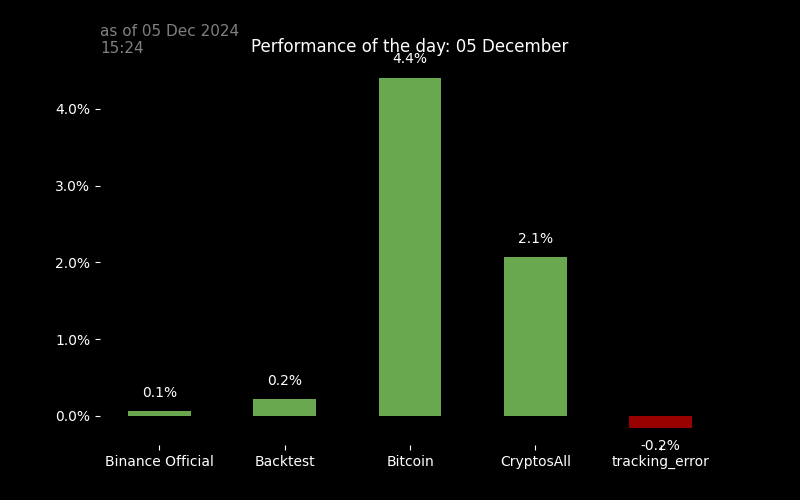 as of 05 Dec 2024
15:24
Performance of the day: 05 December
4.4%
4.0%
3.0%
2.1%
2.0%
1.0%
0.1%
0.2%
0.0%
-0.2%
Binance Official
Backtest
Bitcoin
CryptosAll
tracking_error